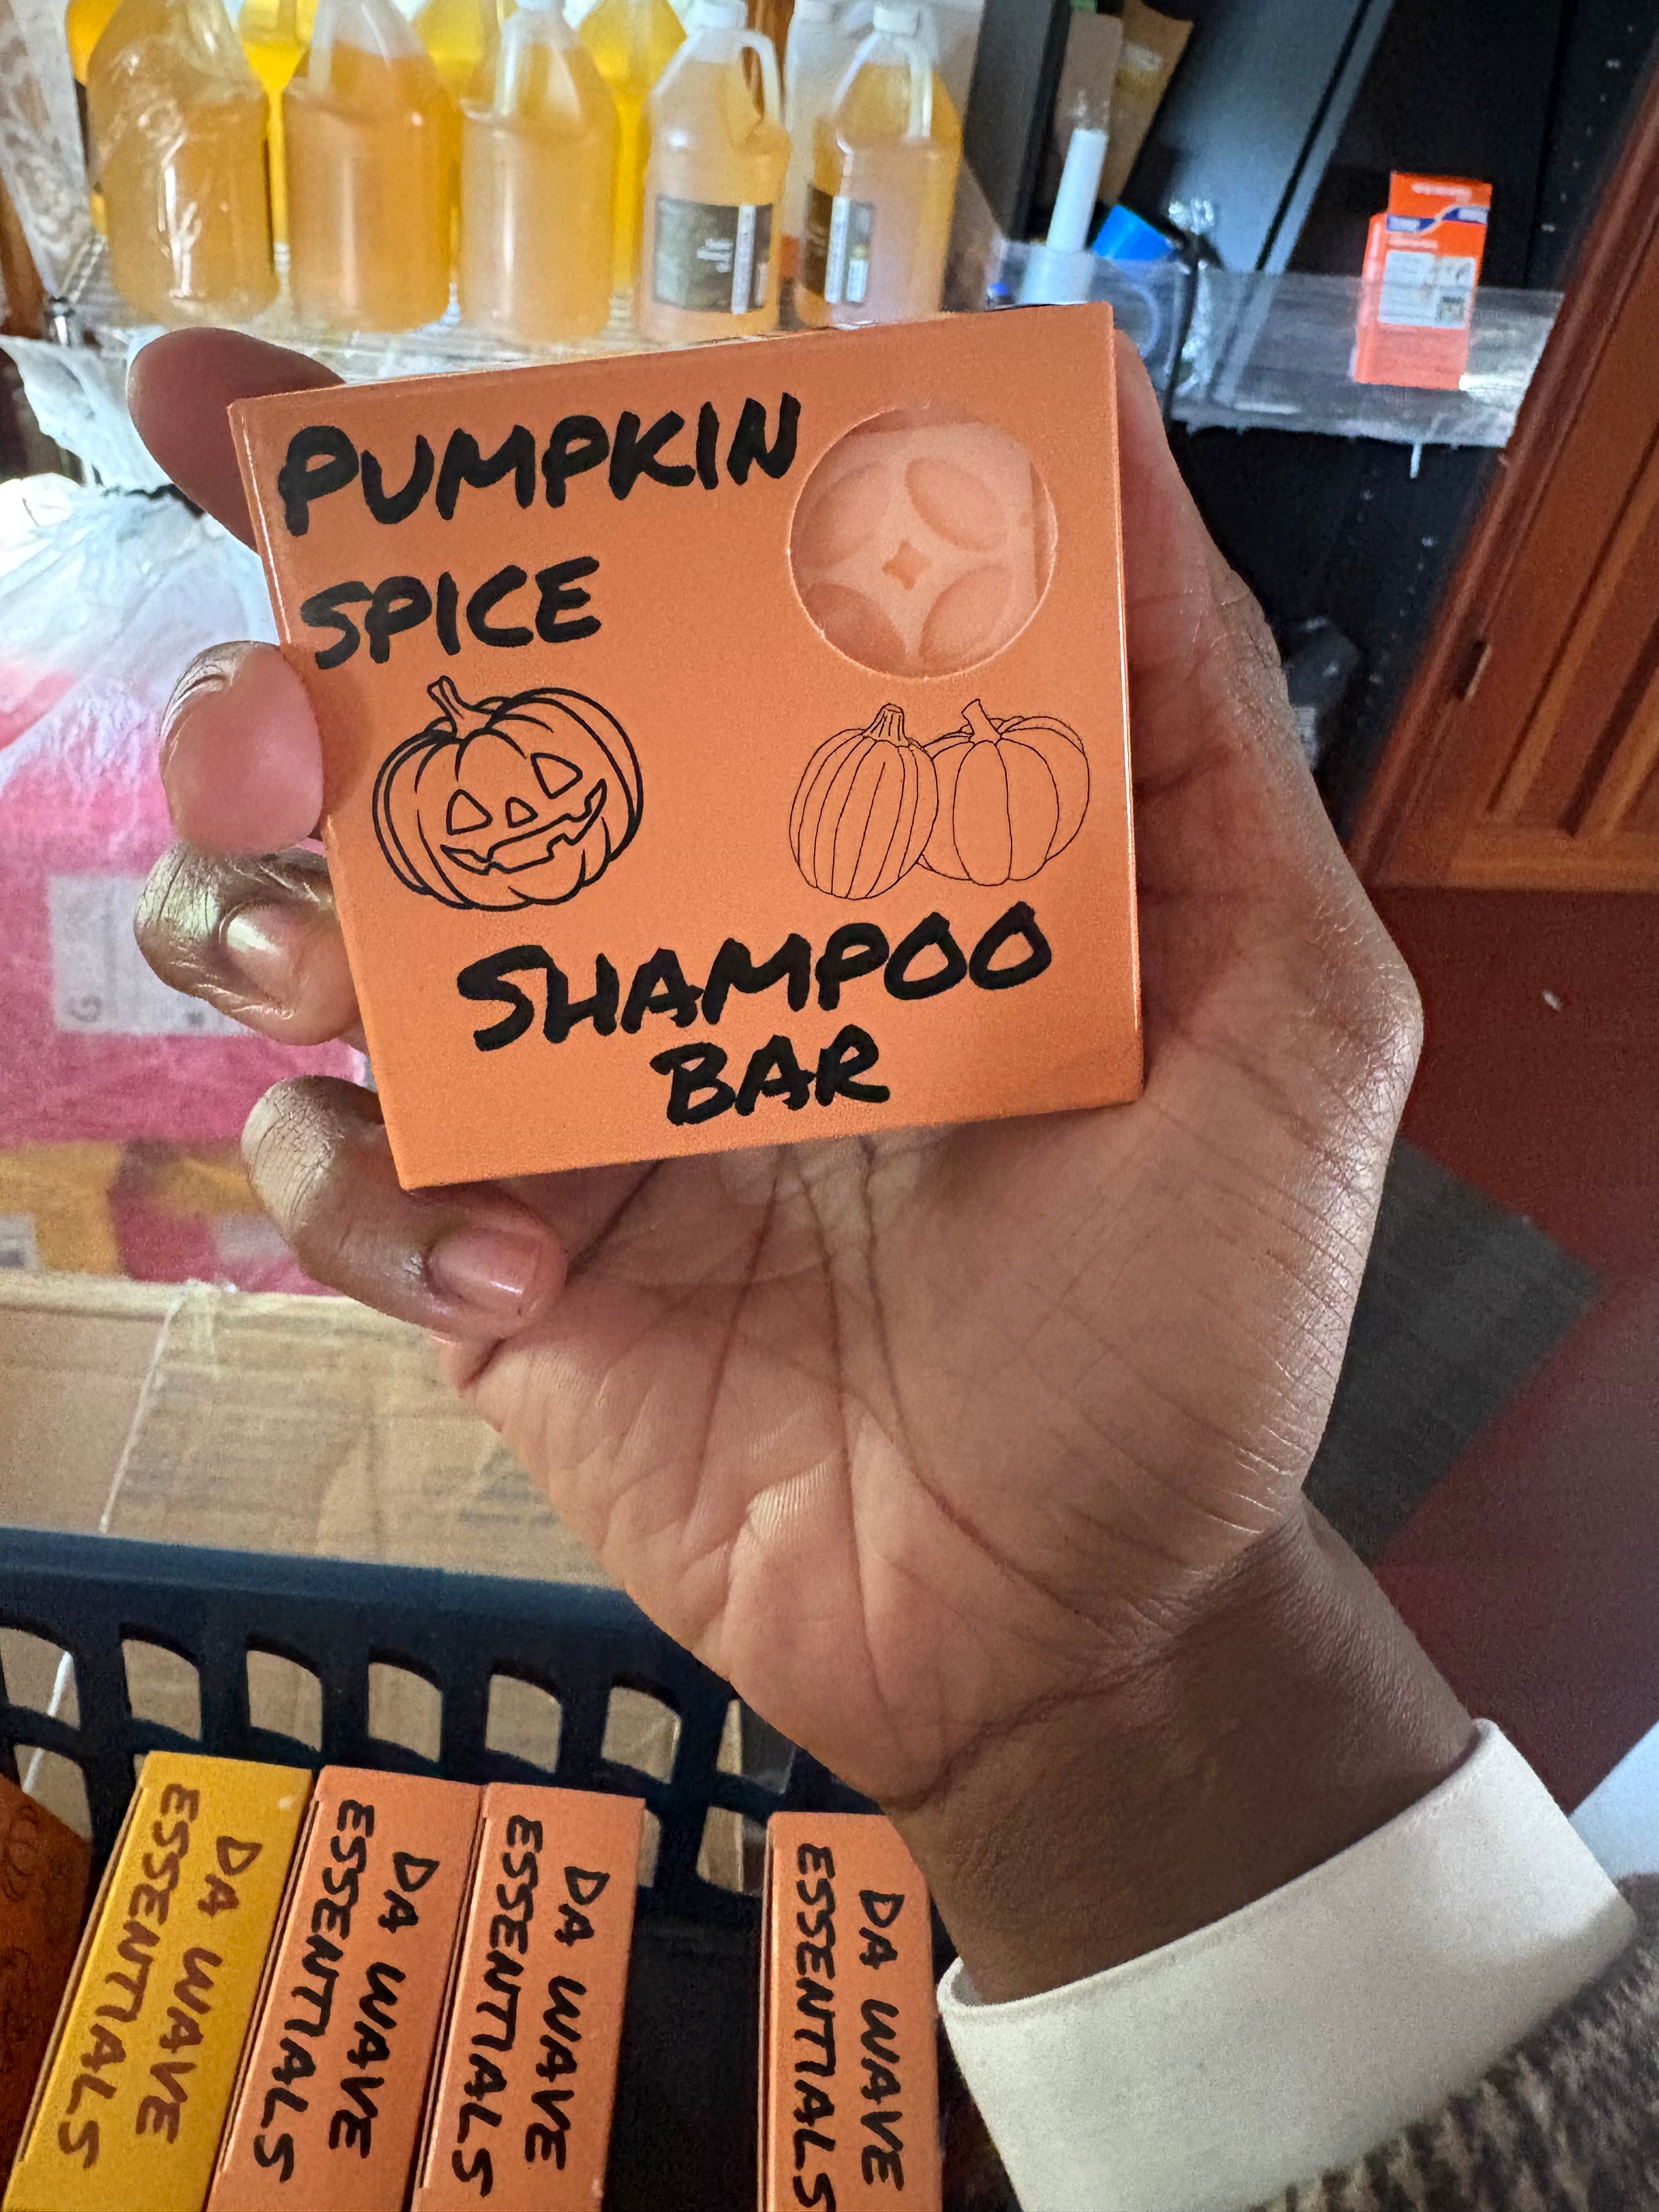 PUMPKIN
SPICE
SHAMPOO
BAR
DA WAVE
ESSENTIALS
DA WAVE
ESSENTIALS
DA WAVE
ESSENTIALS
DA WAVE
ESSENTIALS